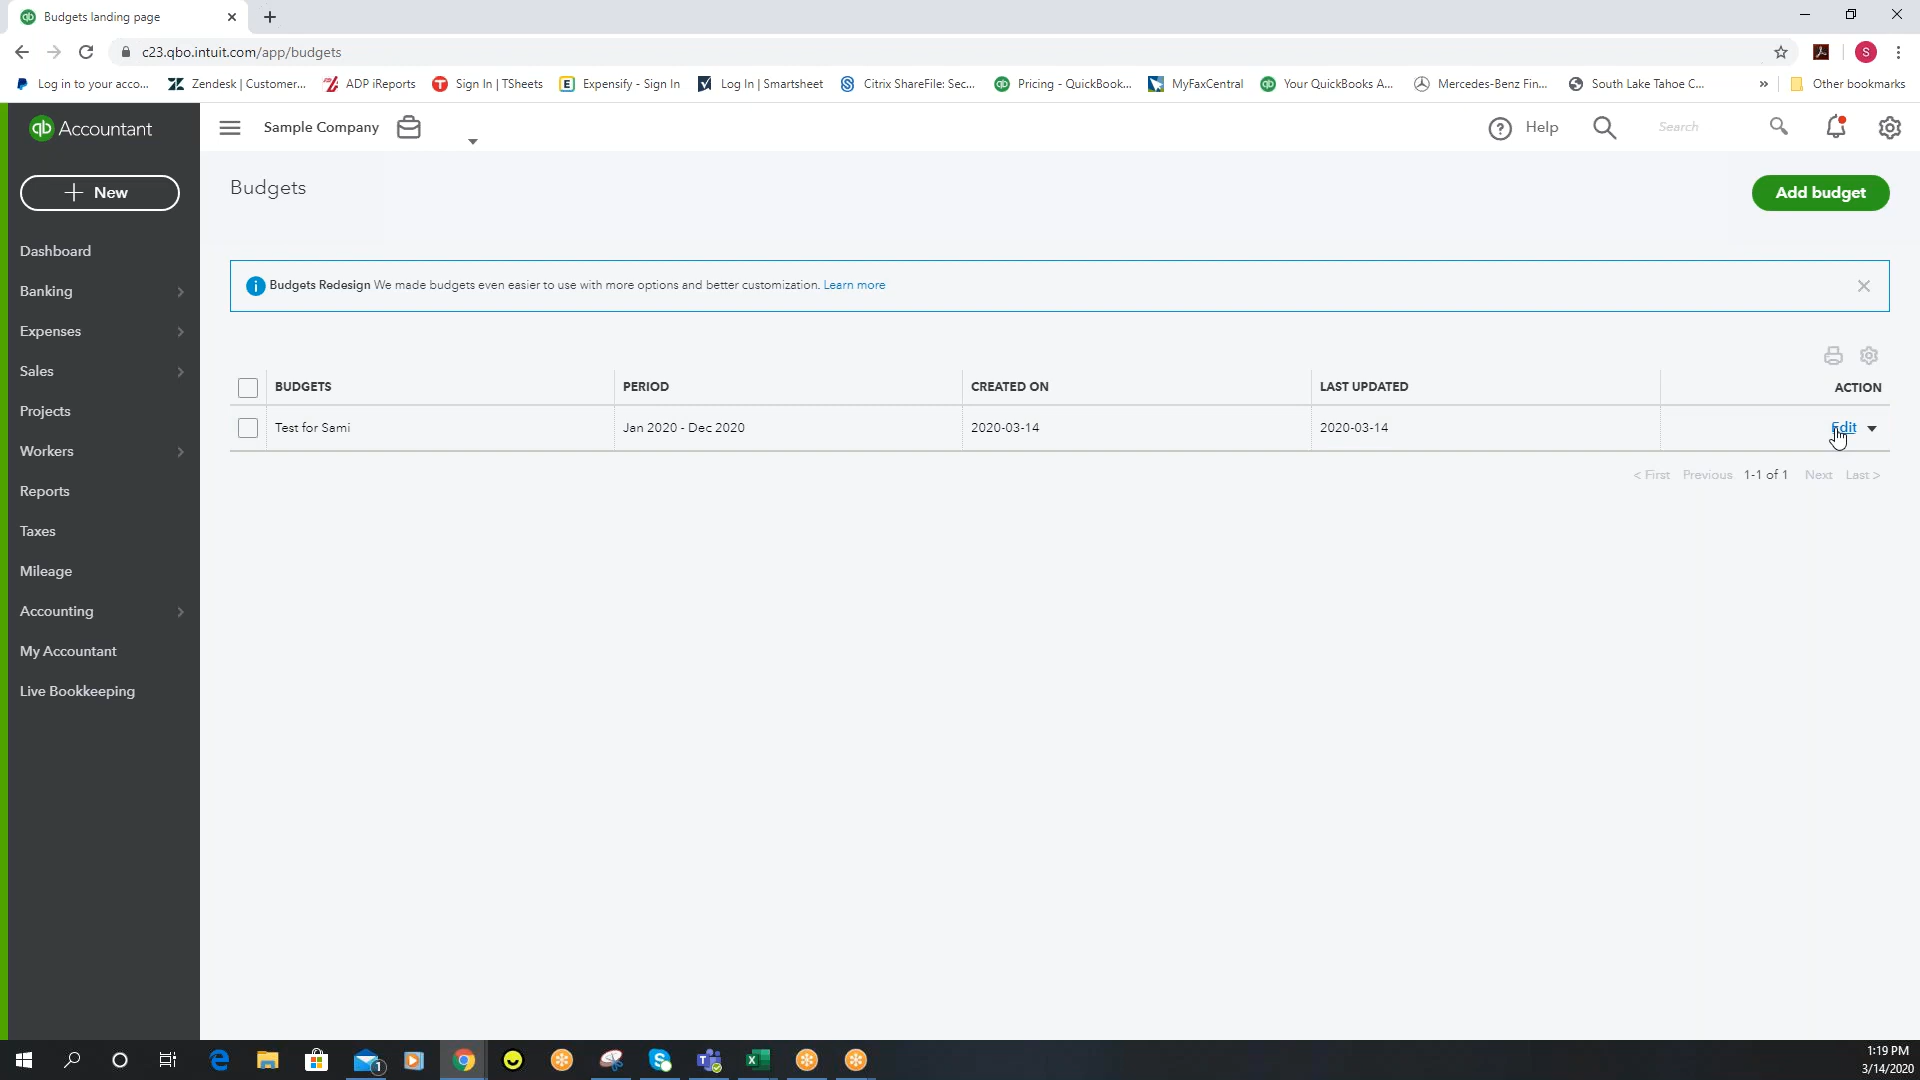 Budgets landing page
c23.qbo.intuit.com/app/budgets
S
Log in to your acco... Zendesk | Customer... ADP iReports Sign In | TSheets Expensify - Sign In Log In | Smartsheet Citrix ShareFile: Sec... Pricing - QuickBook... MyFaxCentral Your QuickBooks A... Mercedes-Benz Fin... South Lake Tahoe C... » Other bookmarks
qb Accountant
Sample Company
Help
Search
New
Budgets
Add budget
Dashboard
Banking
Expenses
Sales
Projects
Workers
Reports
Taxes
Mileage
Accounting
My Accountant
Live Bookkeeping
Budgets Redesign We made budgets even easier to use with more options and better customization. Learn more
BUDGETS PERIOD CREATED ON LAST UPDATED ACTION
Test for Sami Jan 2020 - Dec 2020 2020-03-14 2020-03-14 Edit
< First Previous 1-1 of 1 Next Last >
1
1:19 PM
3/14/2020